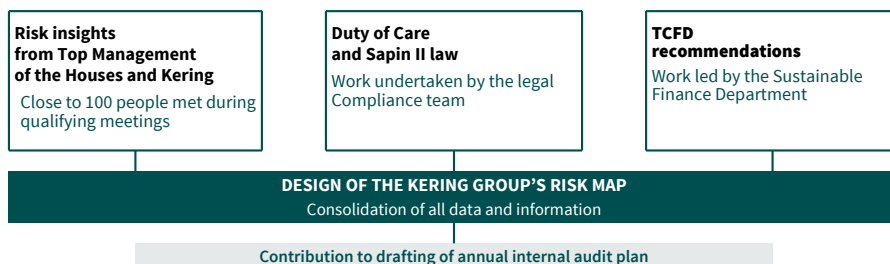 Risk insights
from Top Management
of the Houses and Kering
Close to 100 people met during
qualifying meetings
Duty of Care
and Sapin II law
Work undertaken by the legal
Compliance team
TCFD
recommendations
Work led by the Sustainable
Finance Department
DESIGN OF THE KERING GROUP'S RISK MAP
Consolidation of all data and information
Contribution to drafting of annual internal audit plan